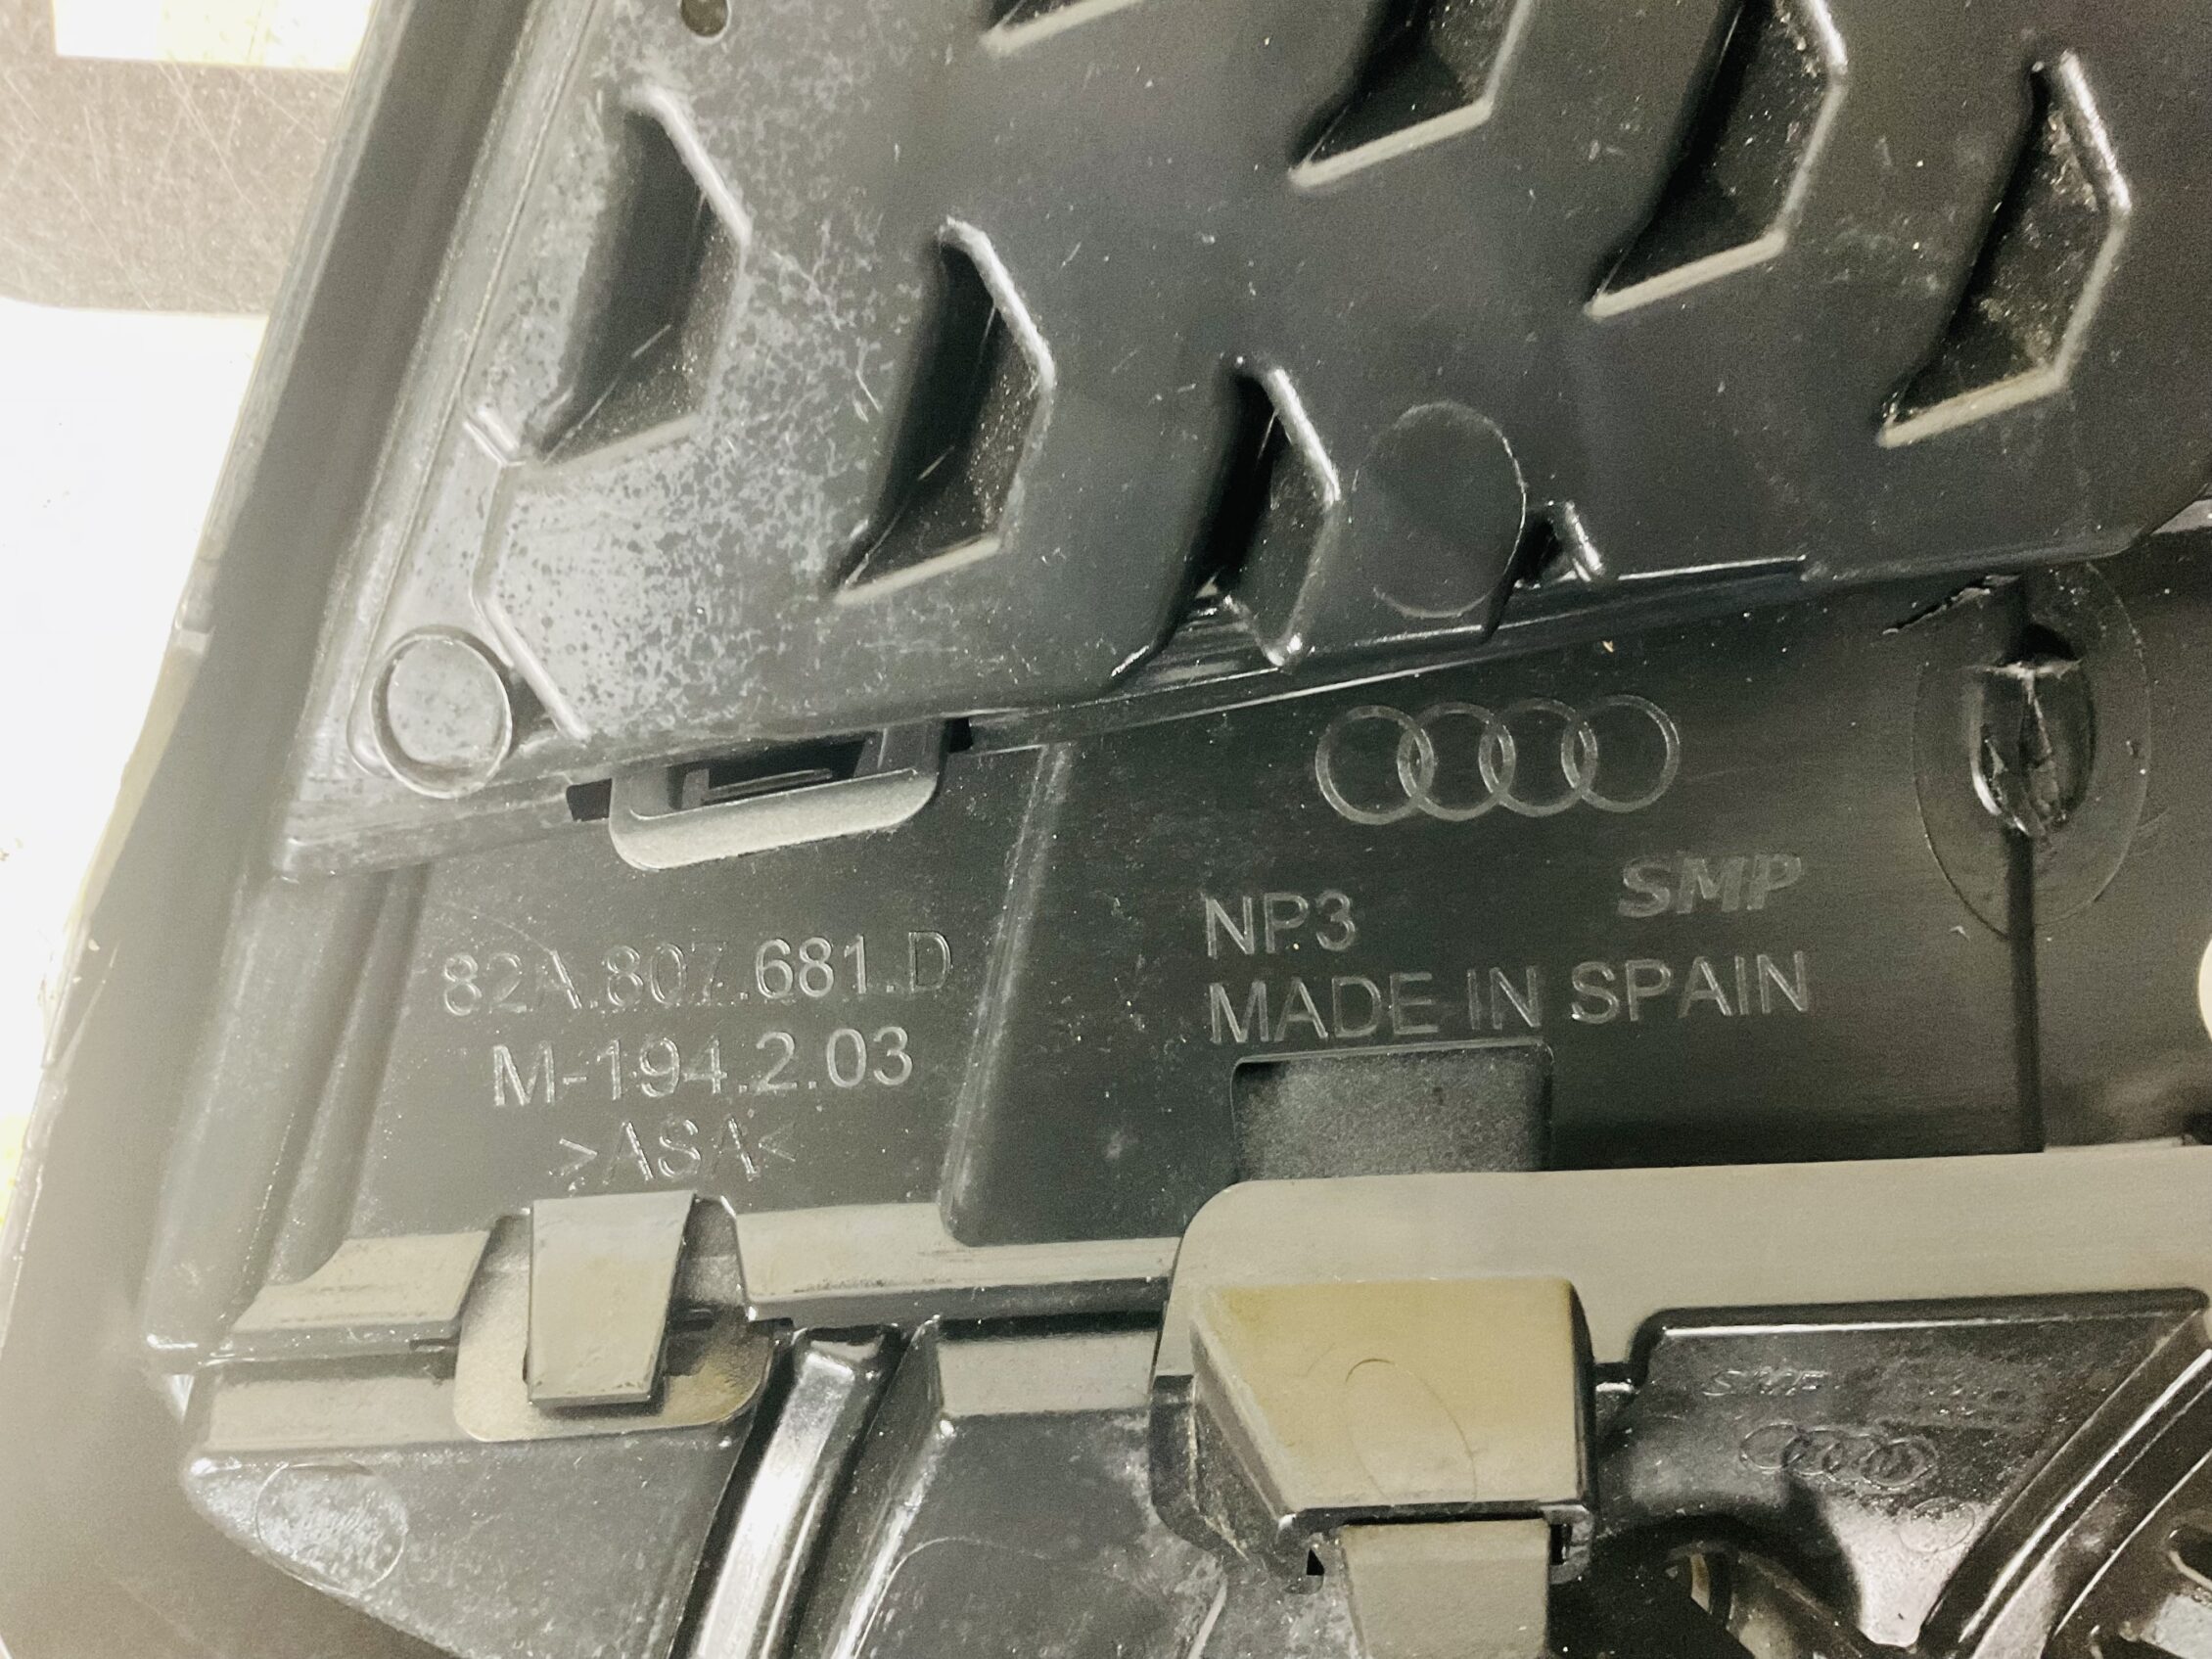 SMP
NP3
MADE IN SPAIN
82A.807.681.D
M-194.2.03
>ASA<